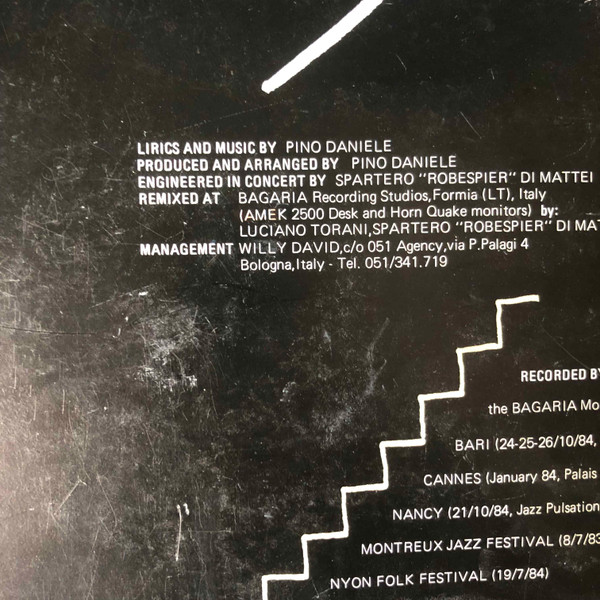 LIRICS AND MUSIC BY PINO DANIELE
PRODUCED AND ARRANGED BY PINO DANIELE
ENGINEERED IN CONCERT BY SPARTERO "ROBESPIER" DI MATTEI
REMIXED AT BAGARIA Recording Studios,Formia (LT), Italy
(AMEK 2500 Desk and Horn Quake monitors) by:
LUCIANO TORANI,SPARTERO "ROBESPIER" DI MAT
MANAGEMENT WILLY DAVID,c/o 051 Agency,via P.Palagi 4
Bologna,Italy - Tel. 051/341.719
RECORDED BY
the BAGARIA Mo
BARI (24-25-26/10/84,
CANNES (January 84, Palais
NANCY (21/10/84, Jazz Pulsation
MONTREUX JAZZ FESTIVAL (8/7/83
NYON FOLK FESTIVAL (19/7/84)